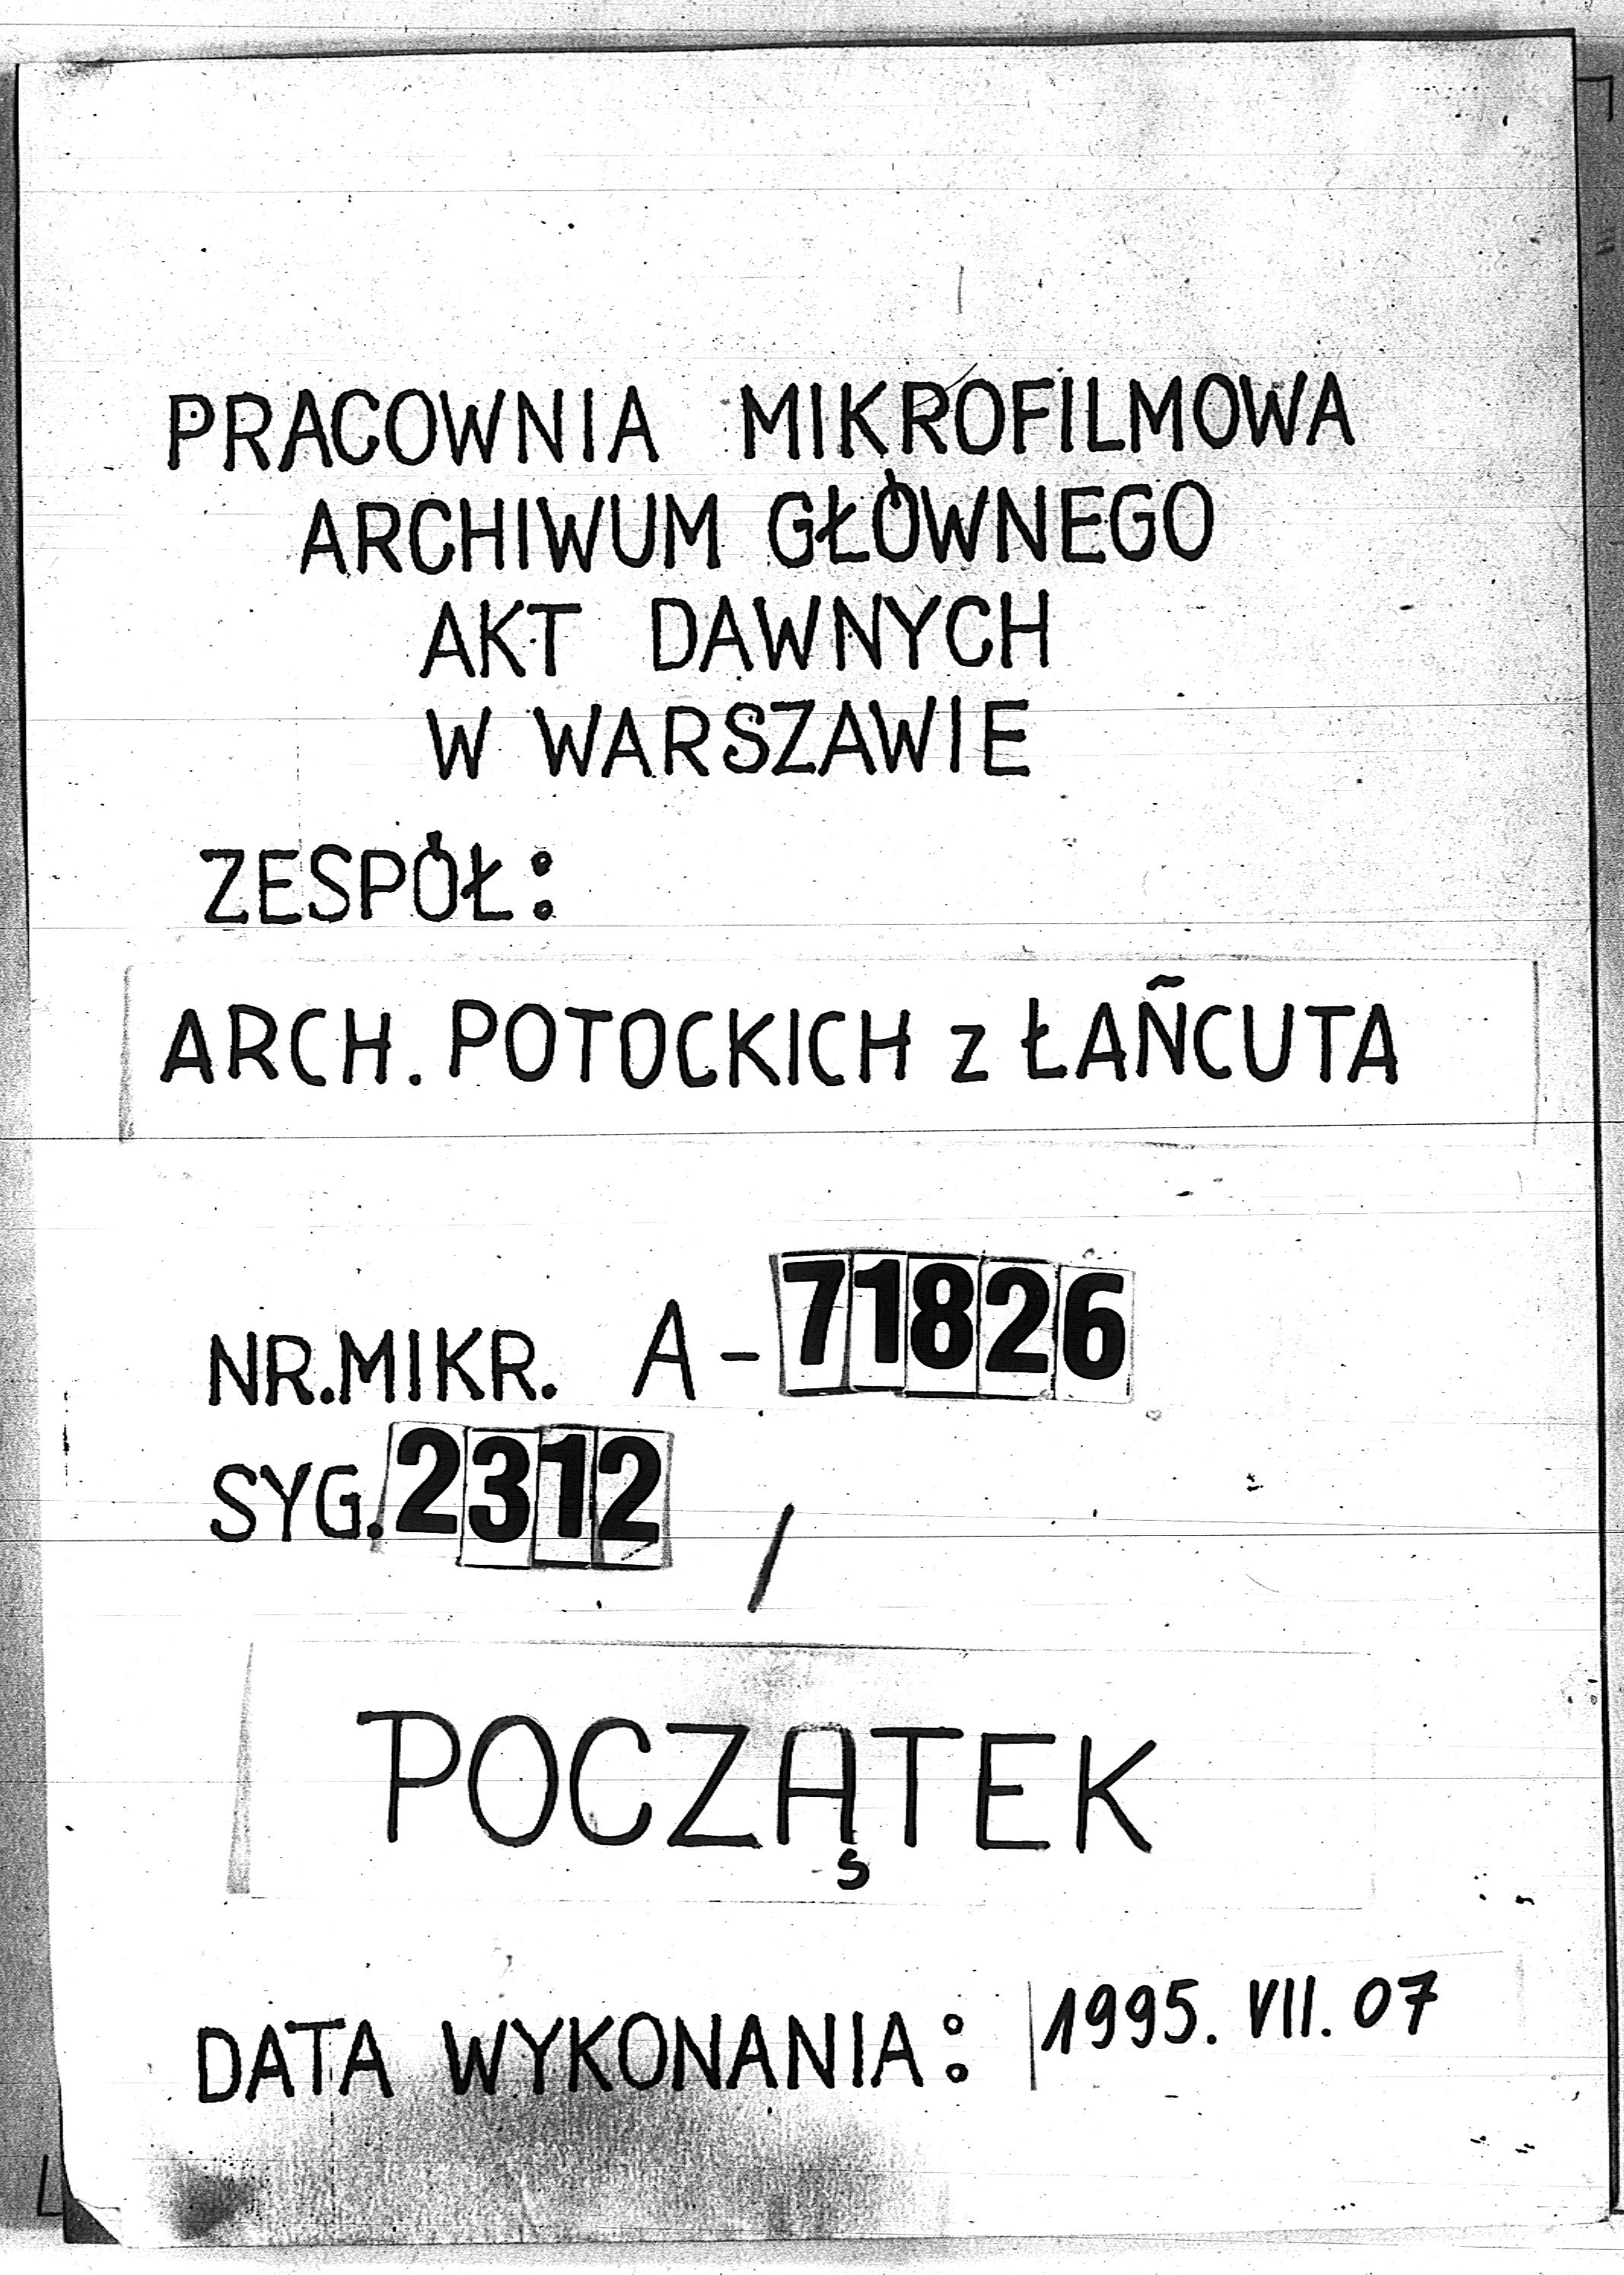 PRACOWNIA MIKROFILMOWA
ARCHIWUM GŁÓWNEGO
AKT DAWNYCH
W WARSZAWIE
ZESPÓŁ:
ARCH. POTOCKICH z ŁAŃCUTA
NR.MIKR. A-71826
SYG.2312 /
POCZĄTEK
DATA WYKONANIA: 1995. VII. 07